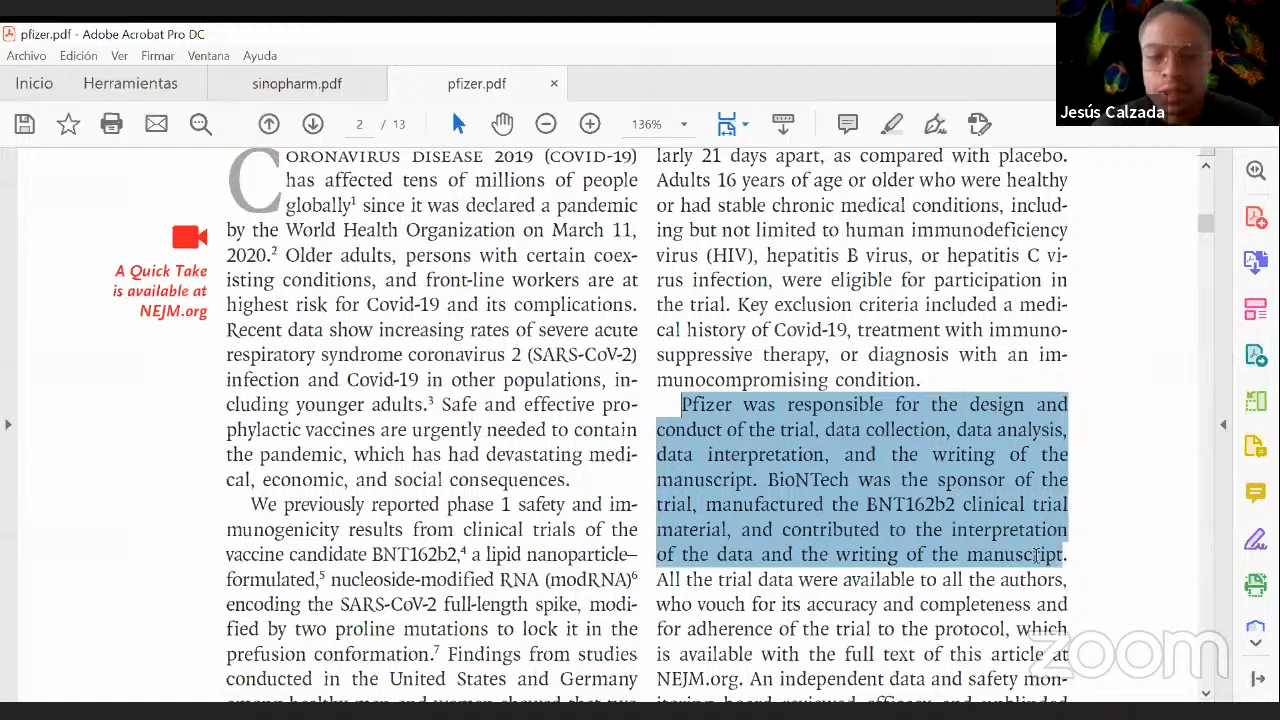 pfizer.pdf - Adobe Acrobat Pro DC
Archivo Edición Ver Firmar Ventana Ayuda
Inicio Herramientas sinopharm.pdf pfizer.pdf ×
2 / 13 136%
Jesús Calzada
CORONAVIRUS DISEASE 2019 (COVID-19)
has affected tens of millions of people
globally1 since it was declared a pandemic
by the World Health Organization on March 11,
2020.2 Older adults, persons with certain coex-
isting conditions, and front-line workers are at
highest risk for Covid-19 and its complications.
Recent data show increasing rates of severe acute
respiratory syndrome coronavirus 2 (SARS-CoV-2)
infection and Covid-19 in other populations, in-
cluding younger adults.3 Safe and effective pro-
phylactic vaccines are urgently needed to contain
the pandemic, which has had devastating medi-
cal, economic, and social consequences.
We previously reported phase 1 safety and im-
munogenicity results from clinical trials of the
vaccine candidate BNT162b2,4 a lipid nanoparticle–
formulated,5 nucleoside-modified RNA (modRNA)6
encoding the SARS-CoV-2 full-length spike, modi-
fied by two proline mutations to lock it in the
prefusion conformation.7 Findings from studies
conducted in the United States and Germany
among healthy men and women showed that two
A Quick Take
is available at
NEJM.org
larly 21 days apart, as compared with placebo.
Adults 16 years of age or older who were healthy
or had stable chronic medical conditions, includ-
ing but not limited to human immunodeficiency
virus (HIV), hepatitis B virus, or hepatitis C vi-
rus infection, were eligible for participation in
the trial. Key exclusion criteria included a medi-
cal history of Covid-19, treatment with immuno-
suppressive therapy, or diagnosis with an im-
munocompromising condition.
Pfizer was responsible for the design and
conduct of the trial, data collection, data analysis,
data interpretation, and the writing of the
manuscript. BioNTech was the sponsor of the
trial, manufactured the BNT162b2 clinical trial
material, and contributed to the interpretation
of the data and the writing of the manuscript.
All the trial data were available to all the authors,
who vouch for its accuracy and completeness and
for adherence of the trial to the protocol, which
is available with the full text of this article at
NEJM.org. An independent data and safety mon-
itoring board reviewed efficacy and unblinded
zoom